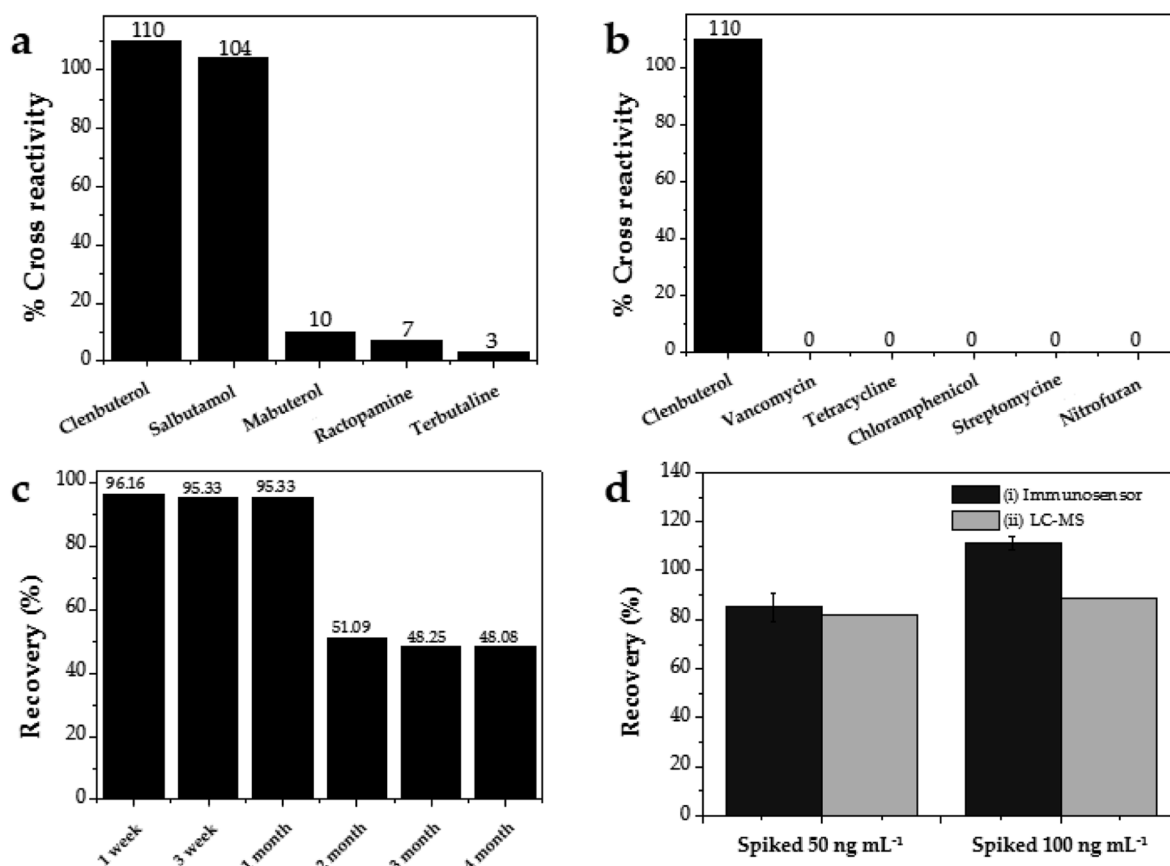 a
% Cross reactivity
100
80
60
40
20
0
110
104
10
7
3
Clenbuterol
Salbutamol
Mabuterol
Ractopamine
Terbutaline
b
% Cross reactivity
100
80
60
40
20
0
110
0
0
0
0
0
Clenbuterol
Vancomycin
Tetracycline
Chloramphenicol
Streptomycine
Nitrofuran
c
Recovery (%)
100
80
60
40
20
0
96.16
95.33
95.33
51.09
48.25
48.08
1 week
3 week
1 month
2 month
3 month
4 month
d
Recovery (%)
140
120
100
80
60
40
20
0
(i) Immunosensor
(ii) LC-MS
Spiked 50 ng mL⁻¹
Spiked 100 ng mL⁻¹